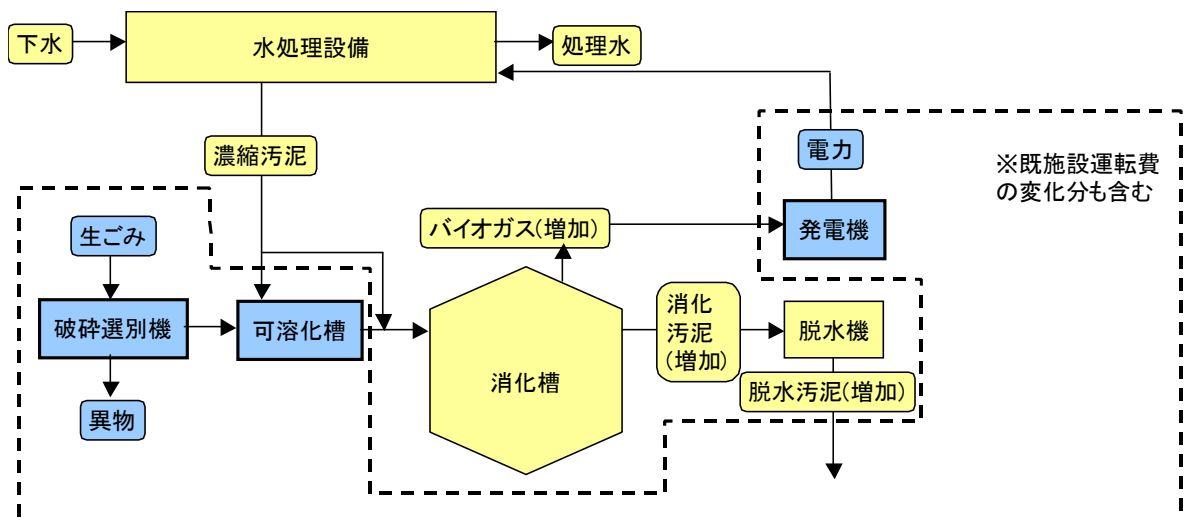 下水
水処理設備
処理水
濃縮汚泥
電力
※既施設運転費
の変化分も含む
生ごみ
バイオガス(増加)
発電機
破砕選別機
可溶化槽
消化槽
消化
汚泥
(増加)
脱水機
脱水汚泥(増加)
異物